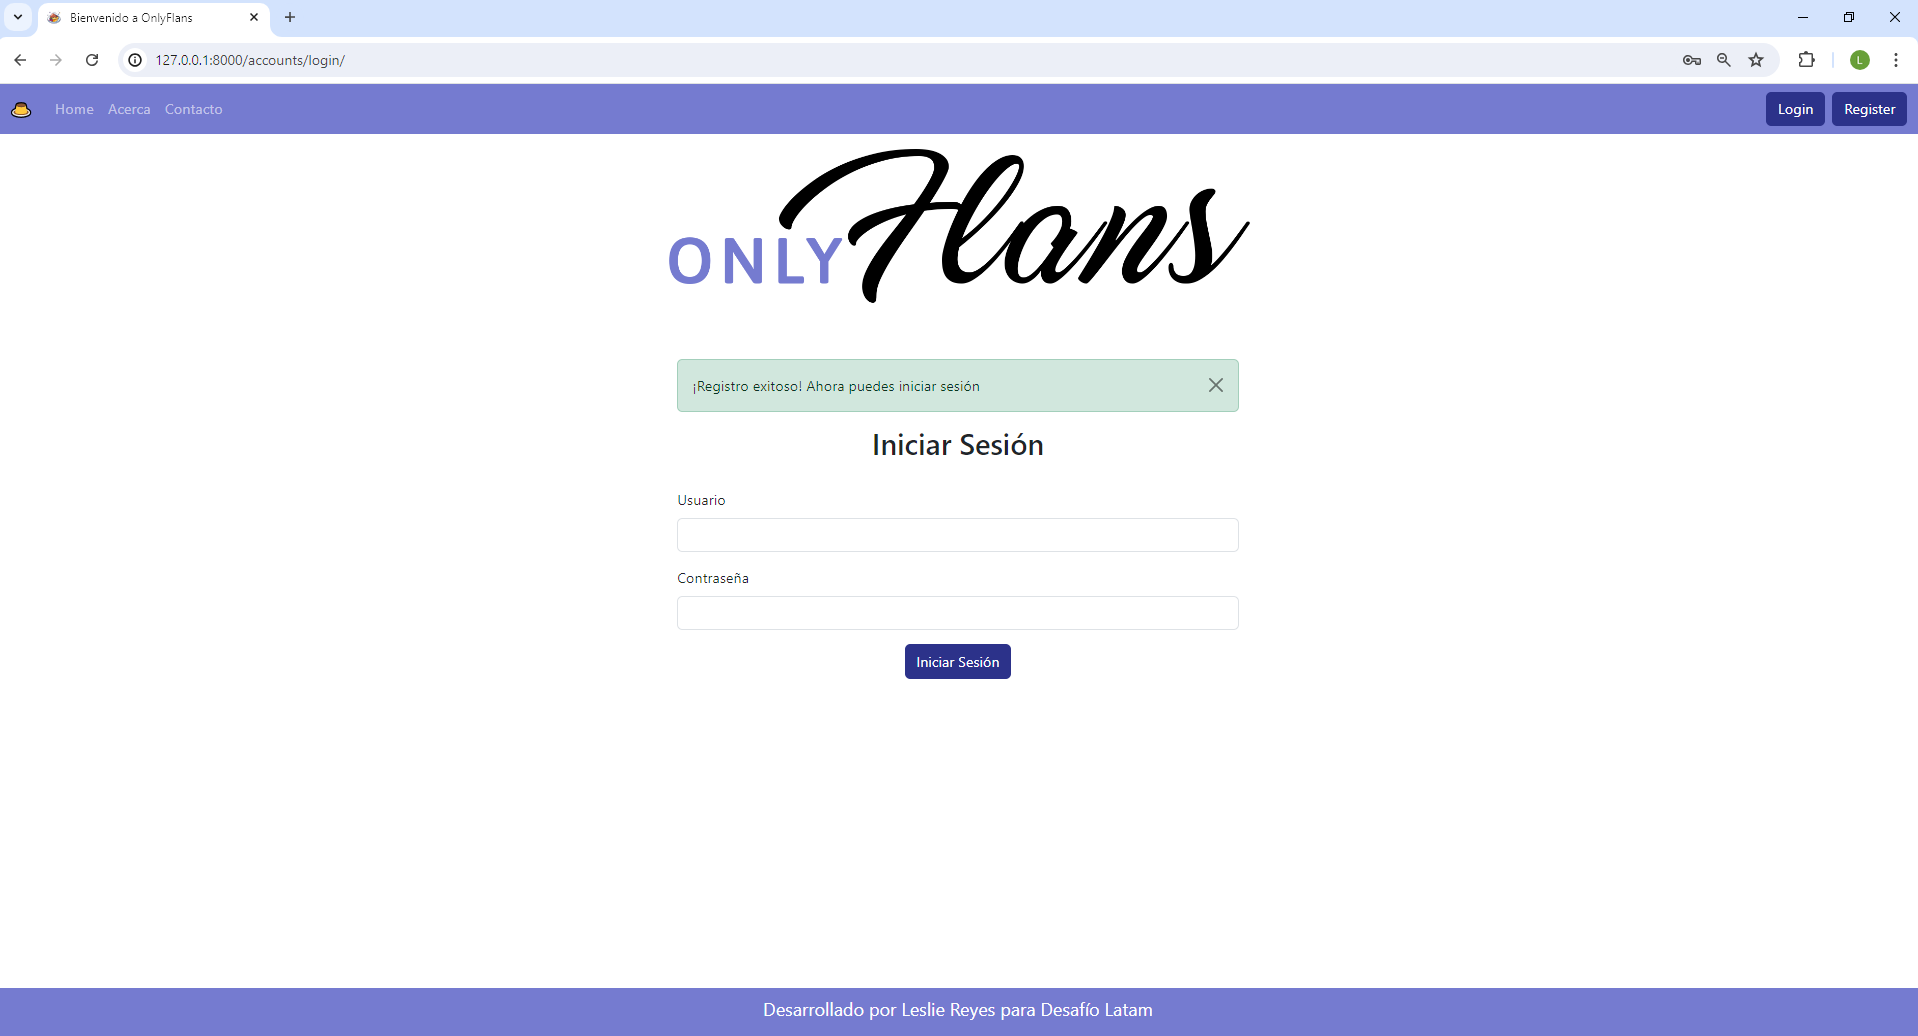 Bienvenido a OnlyFlans
127.0.0.1:8000/accounts/login/
L
Home Acerca Contacto
Login Register
ONLY Flans
¡Registro exitoso! Ahora puedes iniciar sesión
Iniciar Sesión
Usuario
Contraseña
Iniciar Sesión
Desarrollado por Leslie Reyes para Desafío Latam